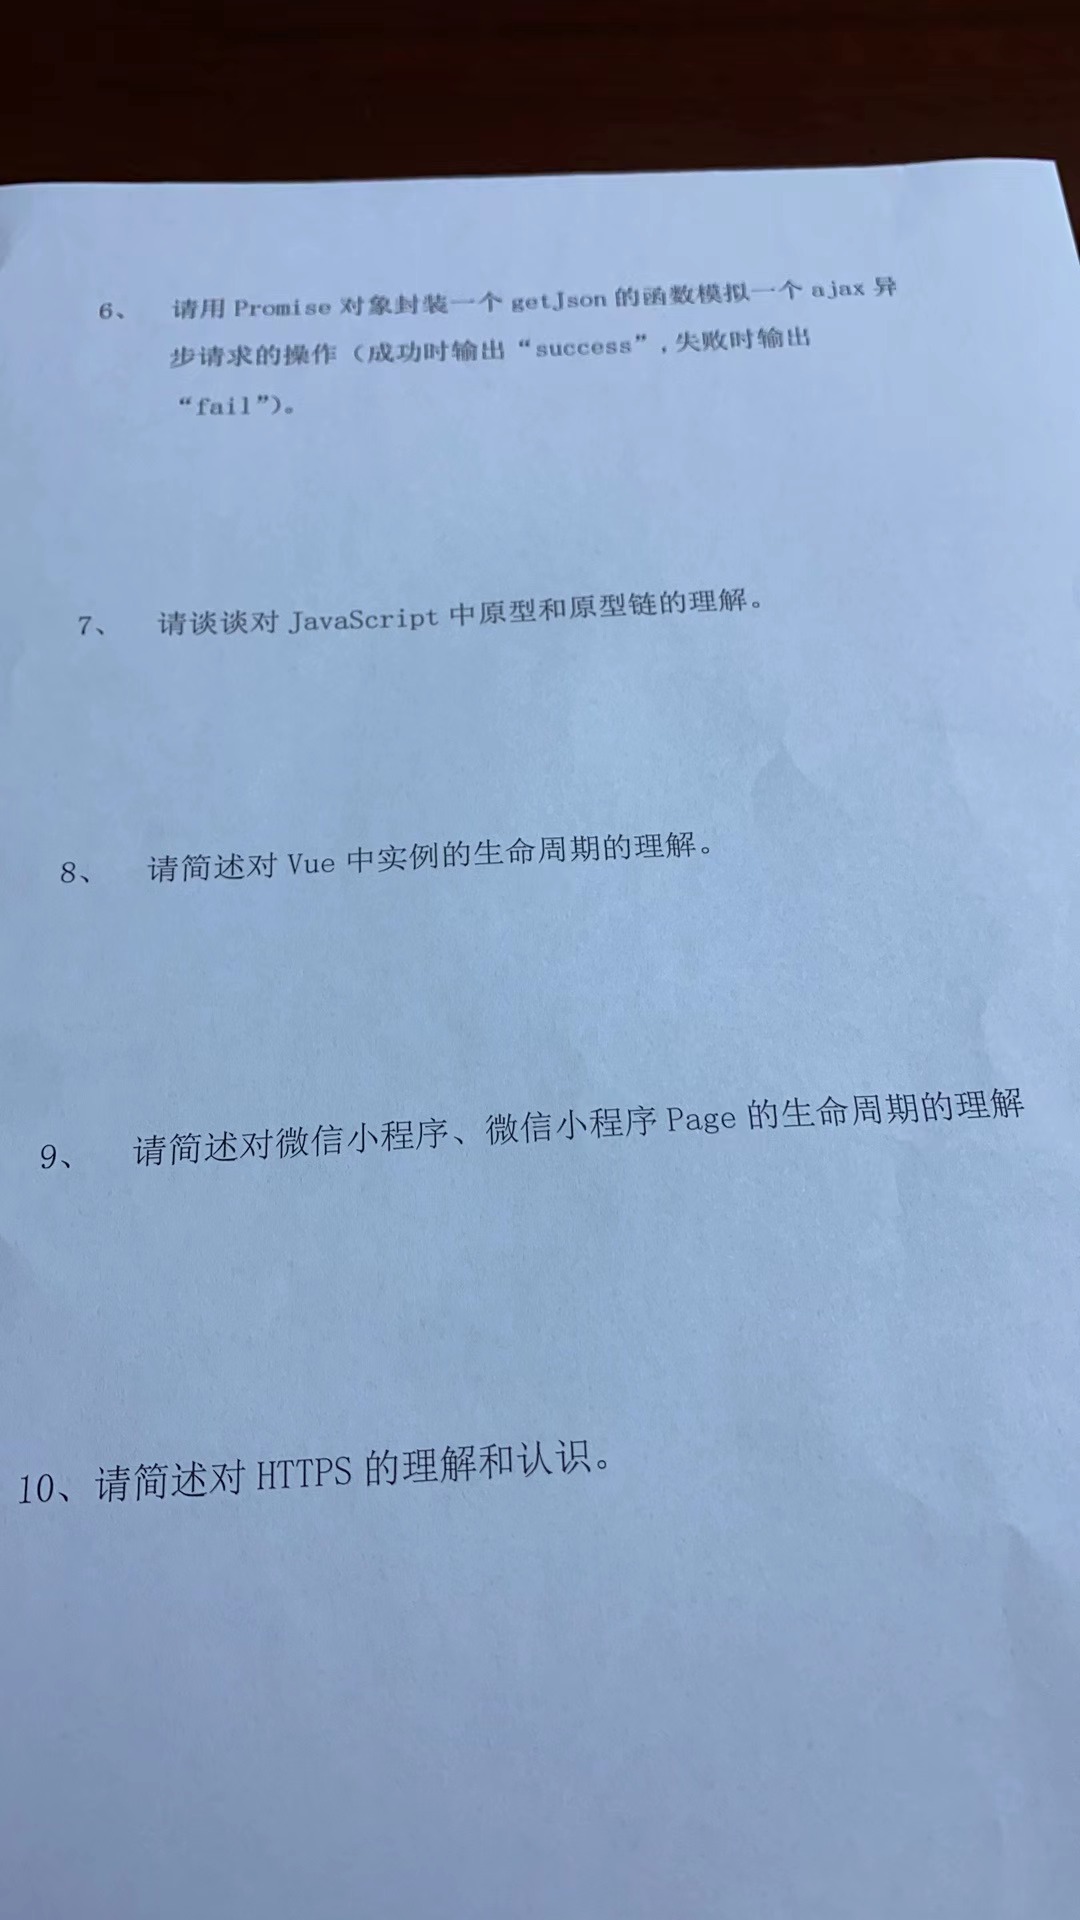 6、 请用 Promise 对象封装一个 getJson 的函数模拟一个 ajax 异
步请求的操作（成功时输出“success”,失败时输出
“fail”)。
7、 请谈谈对 JavaScript 中原型和原型链的理解。
8、 请简述对 Vue 中实例的生命周期的理解。
9、 请简述对微信小程序、微信小程序 Page 的生命周期的理解
10、请简述对 HTTPS 的理解和认识。